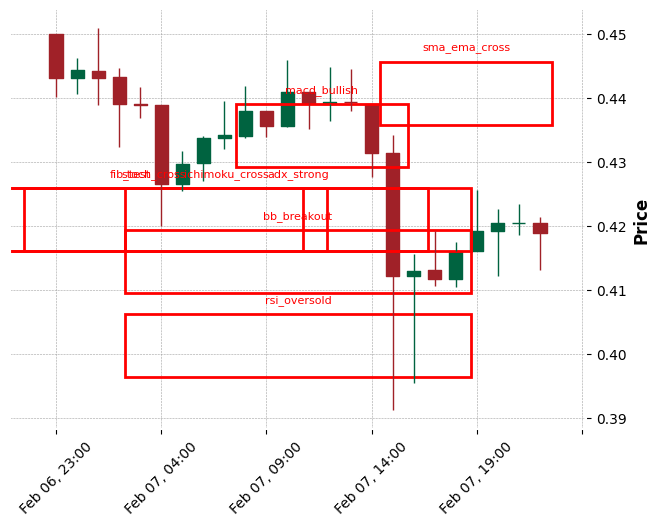 0.45
sma_ema_cross
0.44
macd_bullish
0.43
adx_strong
0.42
bb_breakout
Price
0.41
rsi_oversold
0.40
0.39
Feb 06, 23:00
Feb 07, 04:00
Feb 07, 09:00
Feb 07, 14:00
Feb 07, 19:00